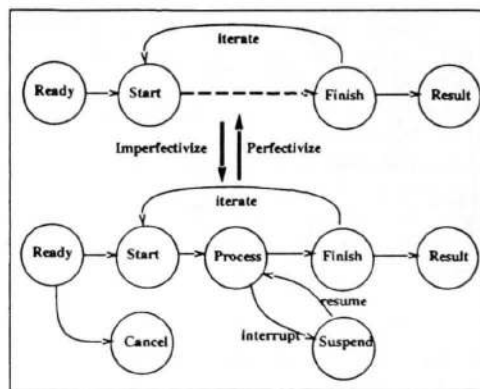 iterate
Ready
Start
Finish
Result
Imperfectivize
Perfectivize
iterate
Ready
Start
Process
Finish
Result
resume
Cancel
interrupt
Suspend